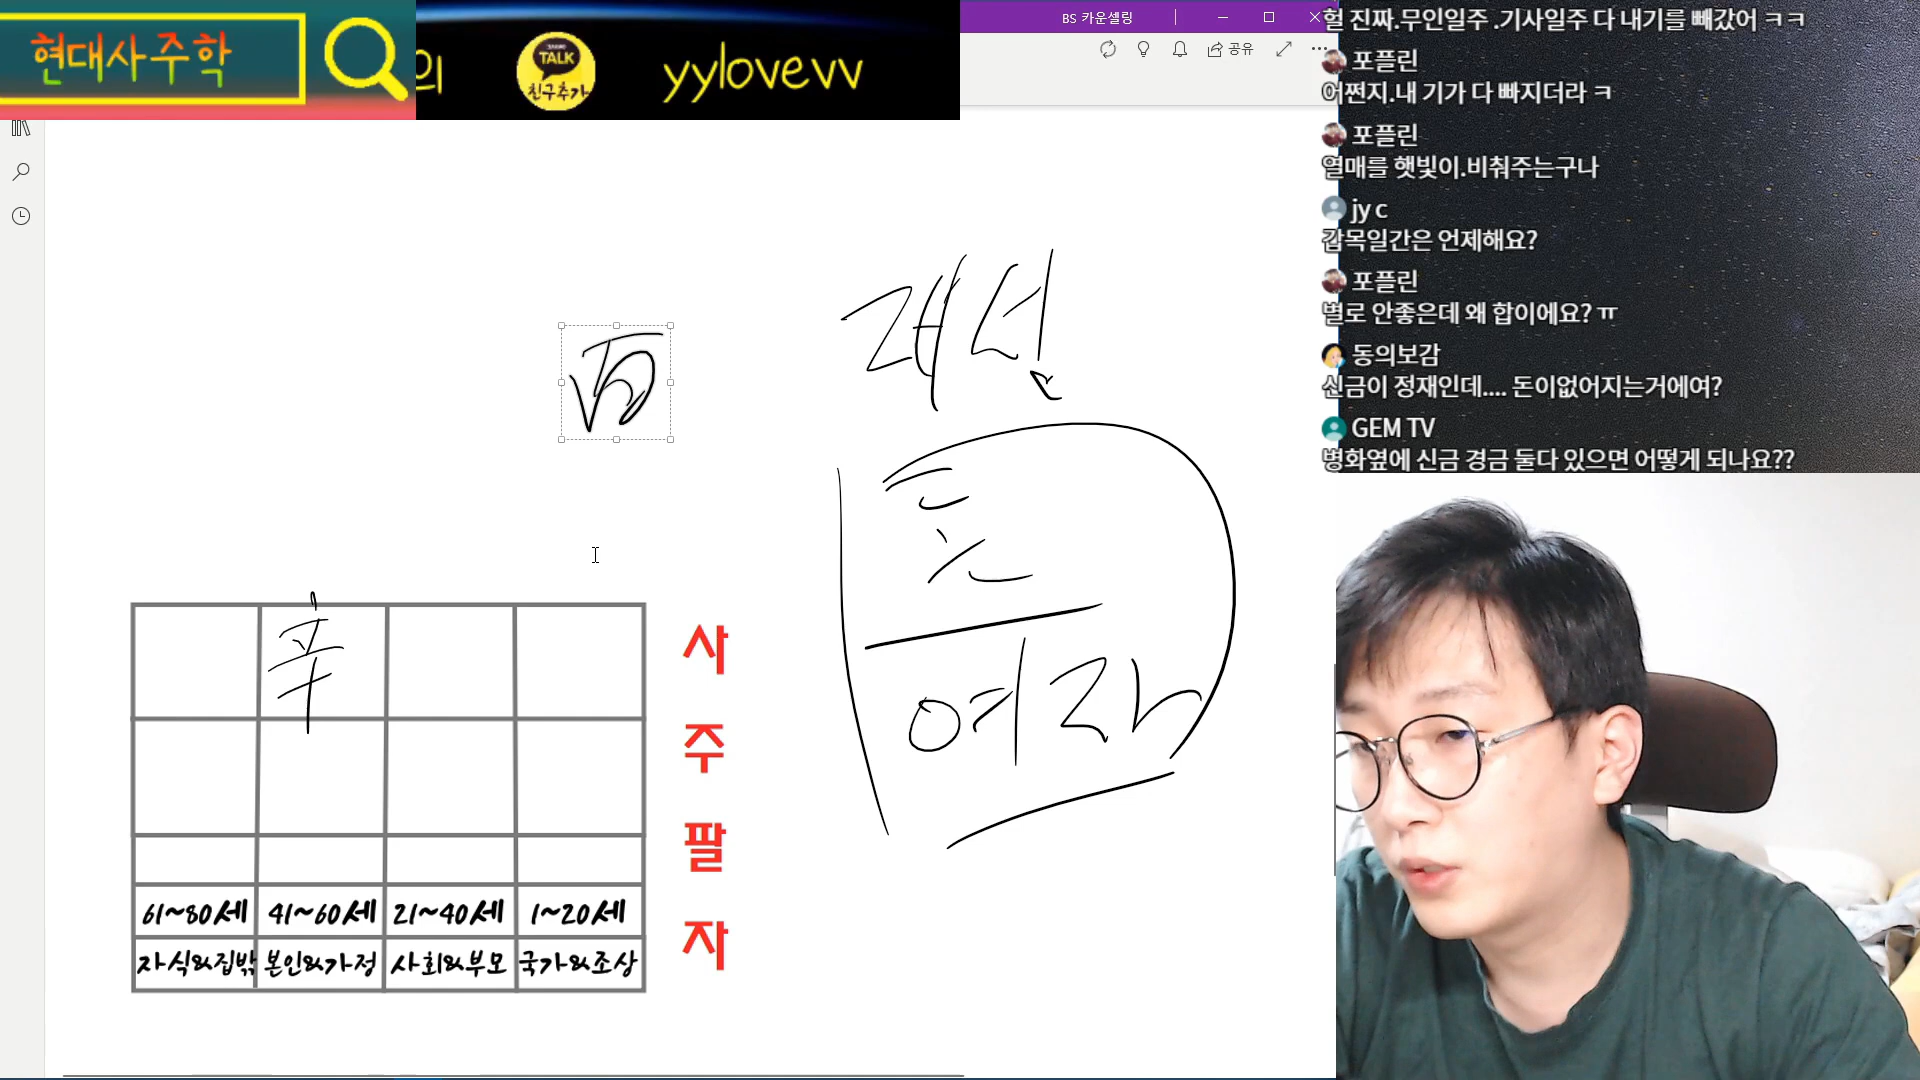 현대사주학
의
TALK
친구추가
yylovevv
BS 카운셀링
공유
재성
돈
여자
辛
사
주
팔
자
61~80세 41~60세 21~40세 1~20세
자식&집밖 본인&가정 사회&부모 국가&조상
헐 진짜.무인일주 .기사일주 다 내기를 빼갔어 ㅋㅋ
포플린
어쩐지.내 기가 다 빠지더라 ㅋ
포플린
열매를 햇빛이.비춰주는구나
jy c
갑목일간은 언제해요?
포플린
별로 안좋은데 왜 합이에요? ㅠ
동의보감
신금이 정재인데.... 돈이없어지는거에여?
GEM TV
병화옆에 신금 경금 둘다 있으면 어떻게 되나요??